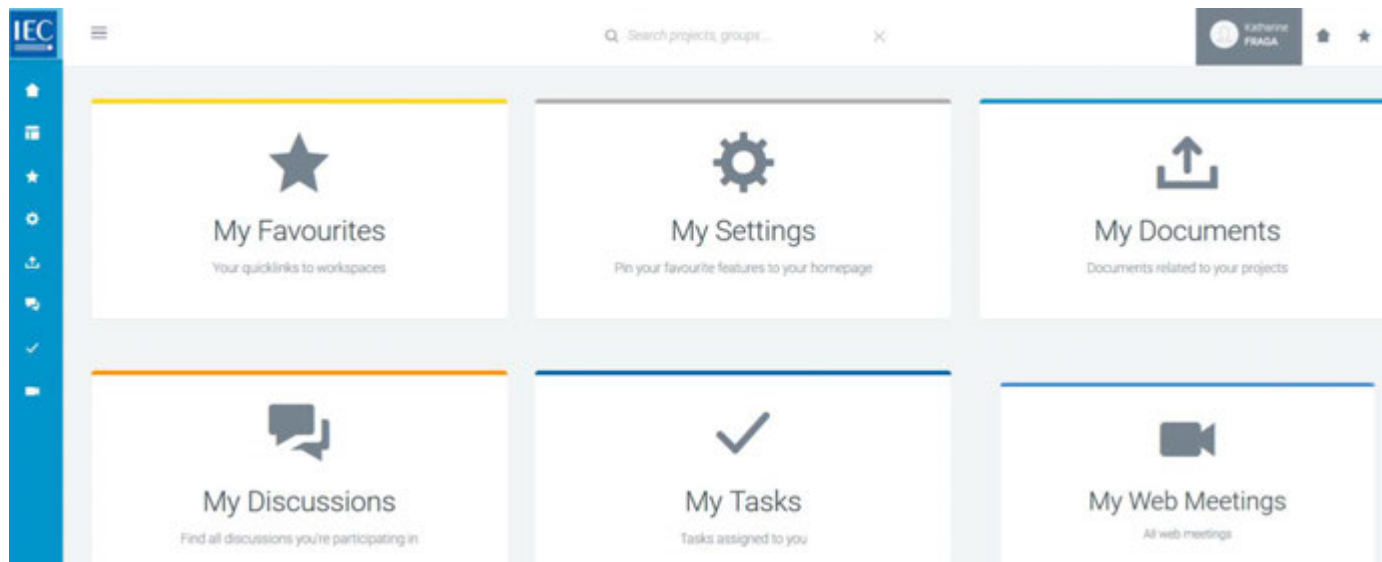 IEC
Search projects, groups ...
Katherine
FRAGA
My Favourites
Your quicklinks to workspaces
My Settings
Pin your favourite features to your homepage
My Documents
Documents related to your projects
My Discussions
Find all discussions you're participating in
My Tasks
Tasks assigned to you
My Web Meetings
All web meetings